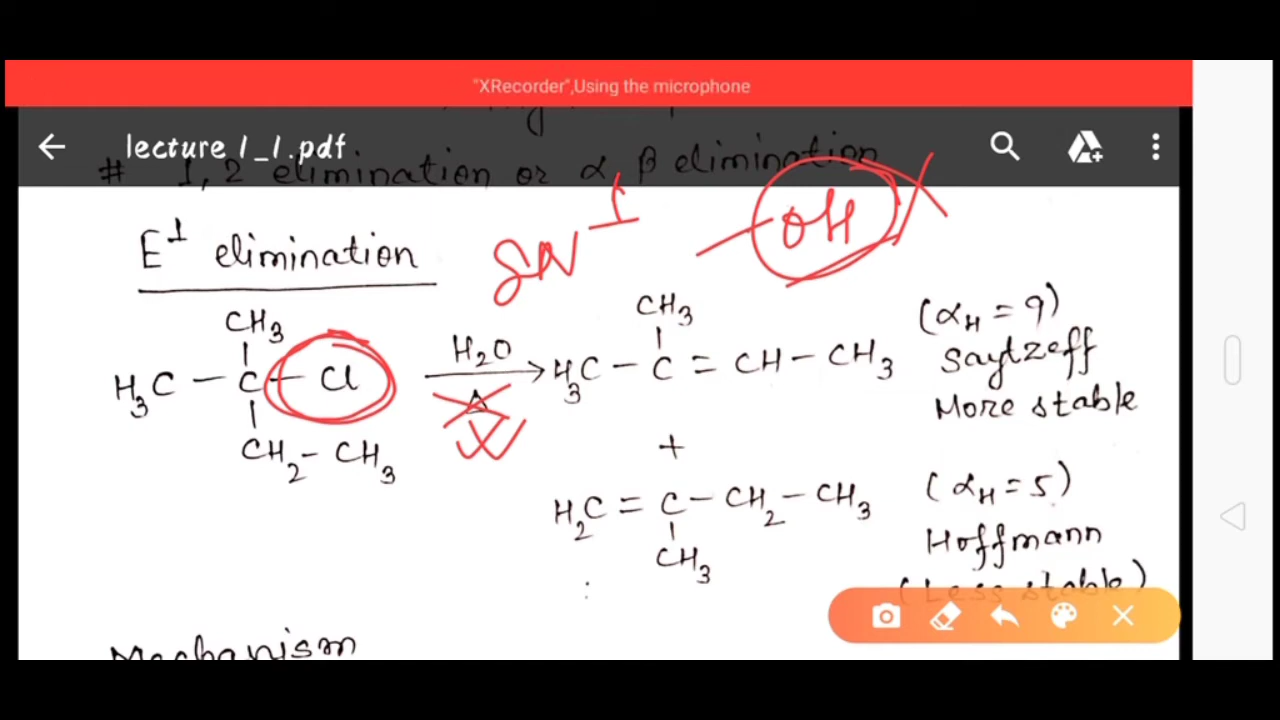 "XRecorder",Using the microphone
lecture 1_1.pdf
# 1,2 elimination or α β elimination
E1 elimination
SN1
-OH
CH3
H3C - C - Cl
CH2 - CH3
H2O
Δ
CH3
H3C - C = CH - CH3
(αH = 9)
Saytzeff
More stable
+
H2C = C - CH2 - CH3
CH3
(αH = 5)
Hoffmann
(Less stable)
Mechanism